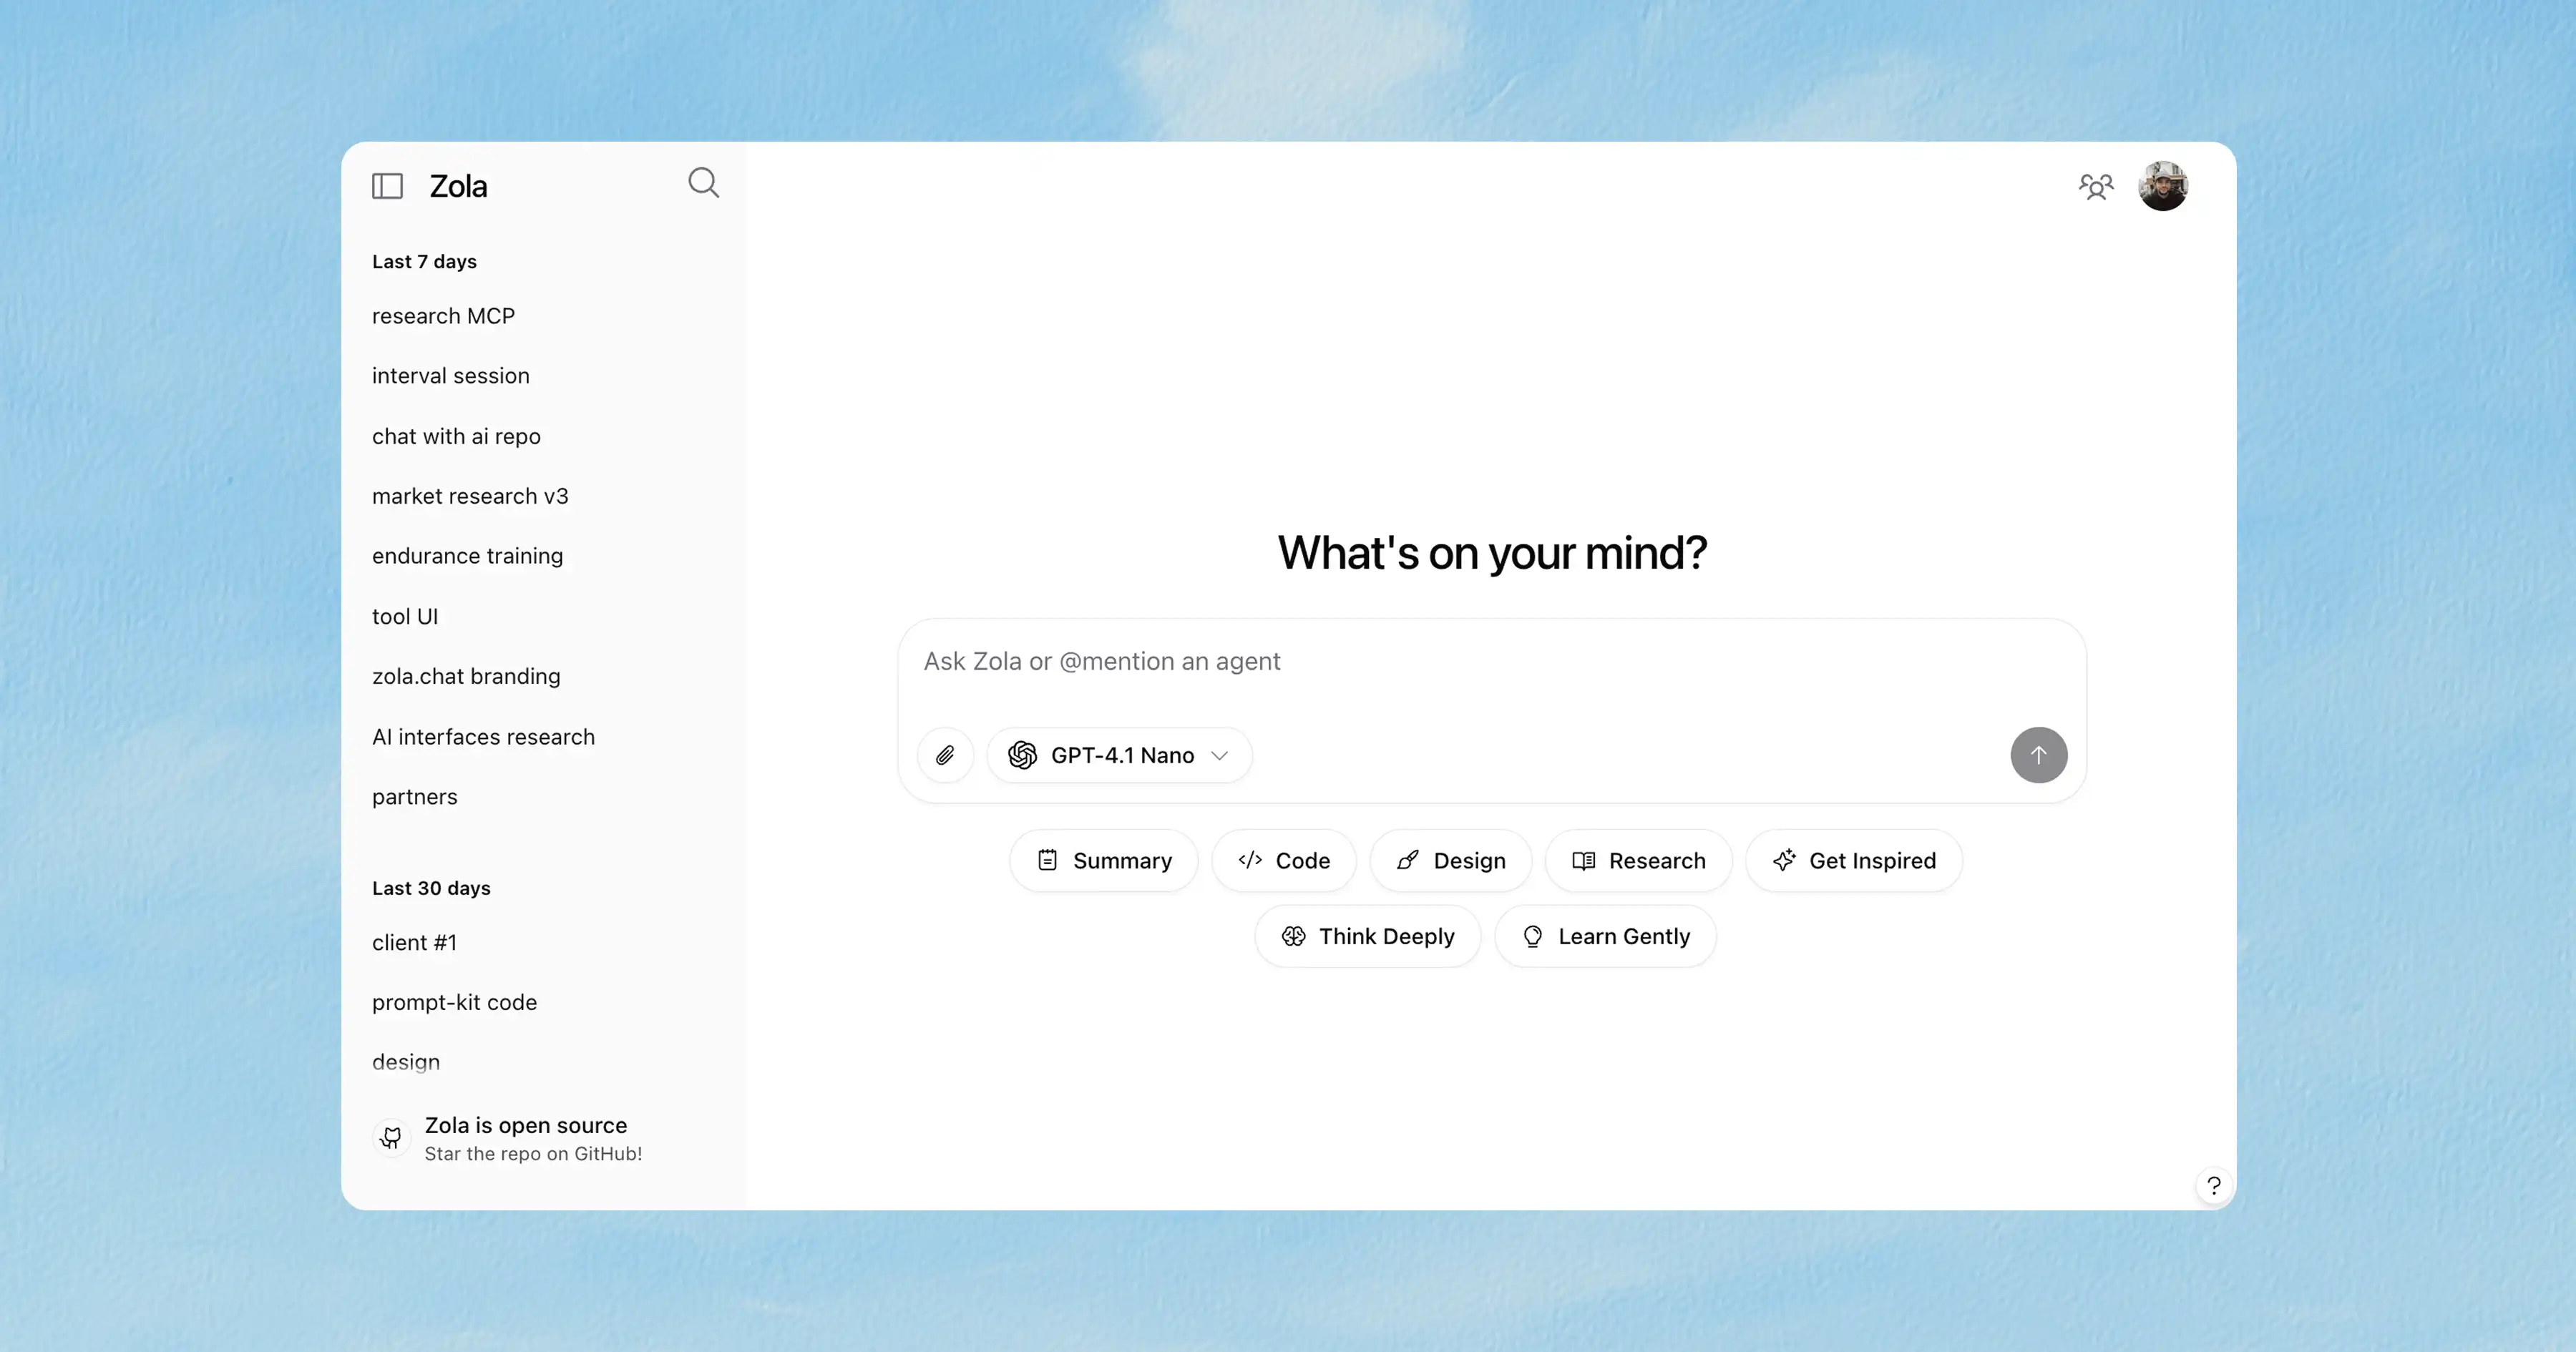 Zola
Last 7 days
research MCP
interval session
chat with ai repo
market research v3
endurance training
tool UI
zola.chat branding
AI interfaces research
partners
Last 30 days
client #1
prompt-kit code
design
Zola is open source
Star the repo on GitHub!
What's on your mind?
Ask Zola or @mention an agent
GPT-4.1 Nano
Summary
Code
Design
Research
Get Inspired
Think Deeply
Learn Gently
?